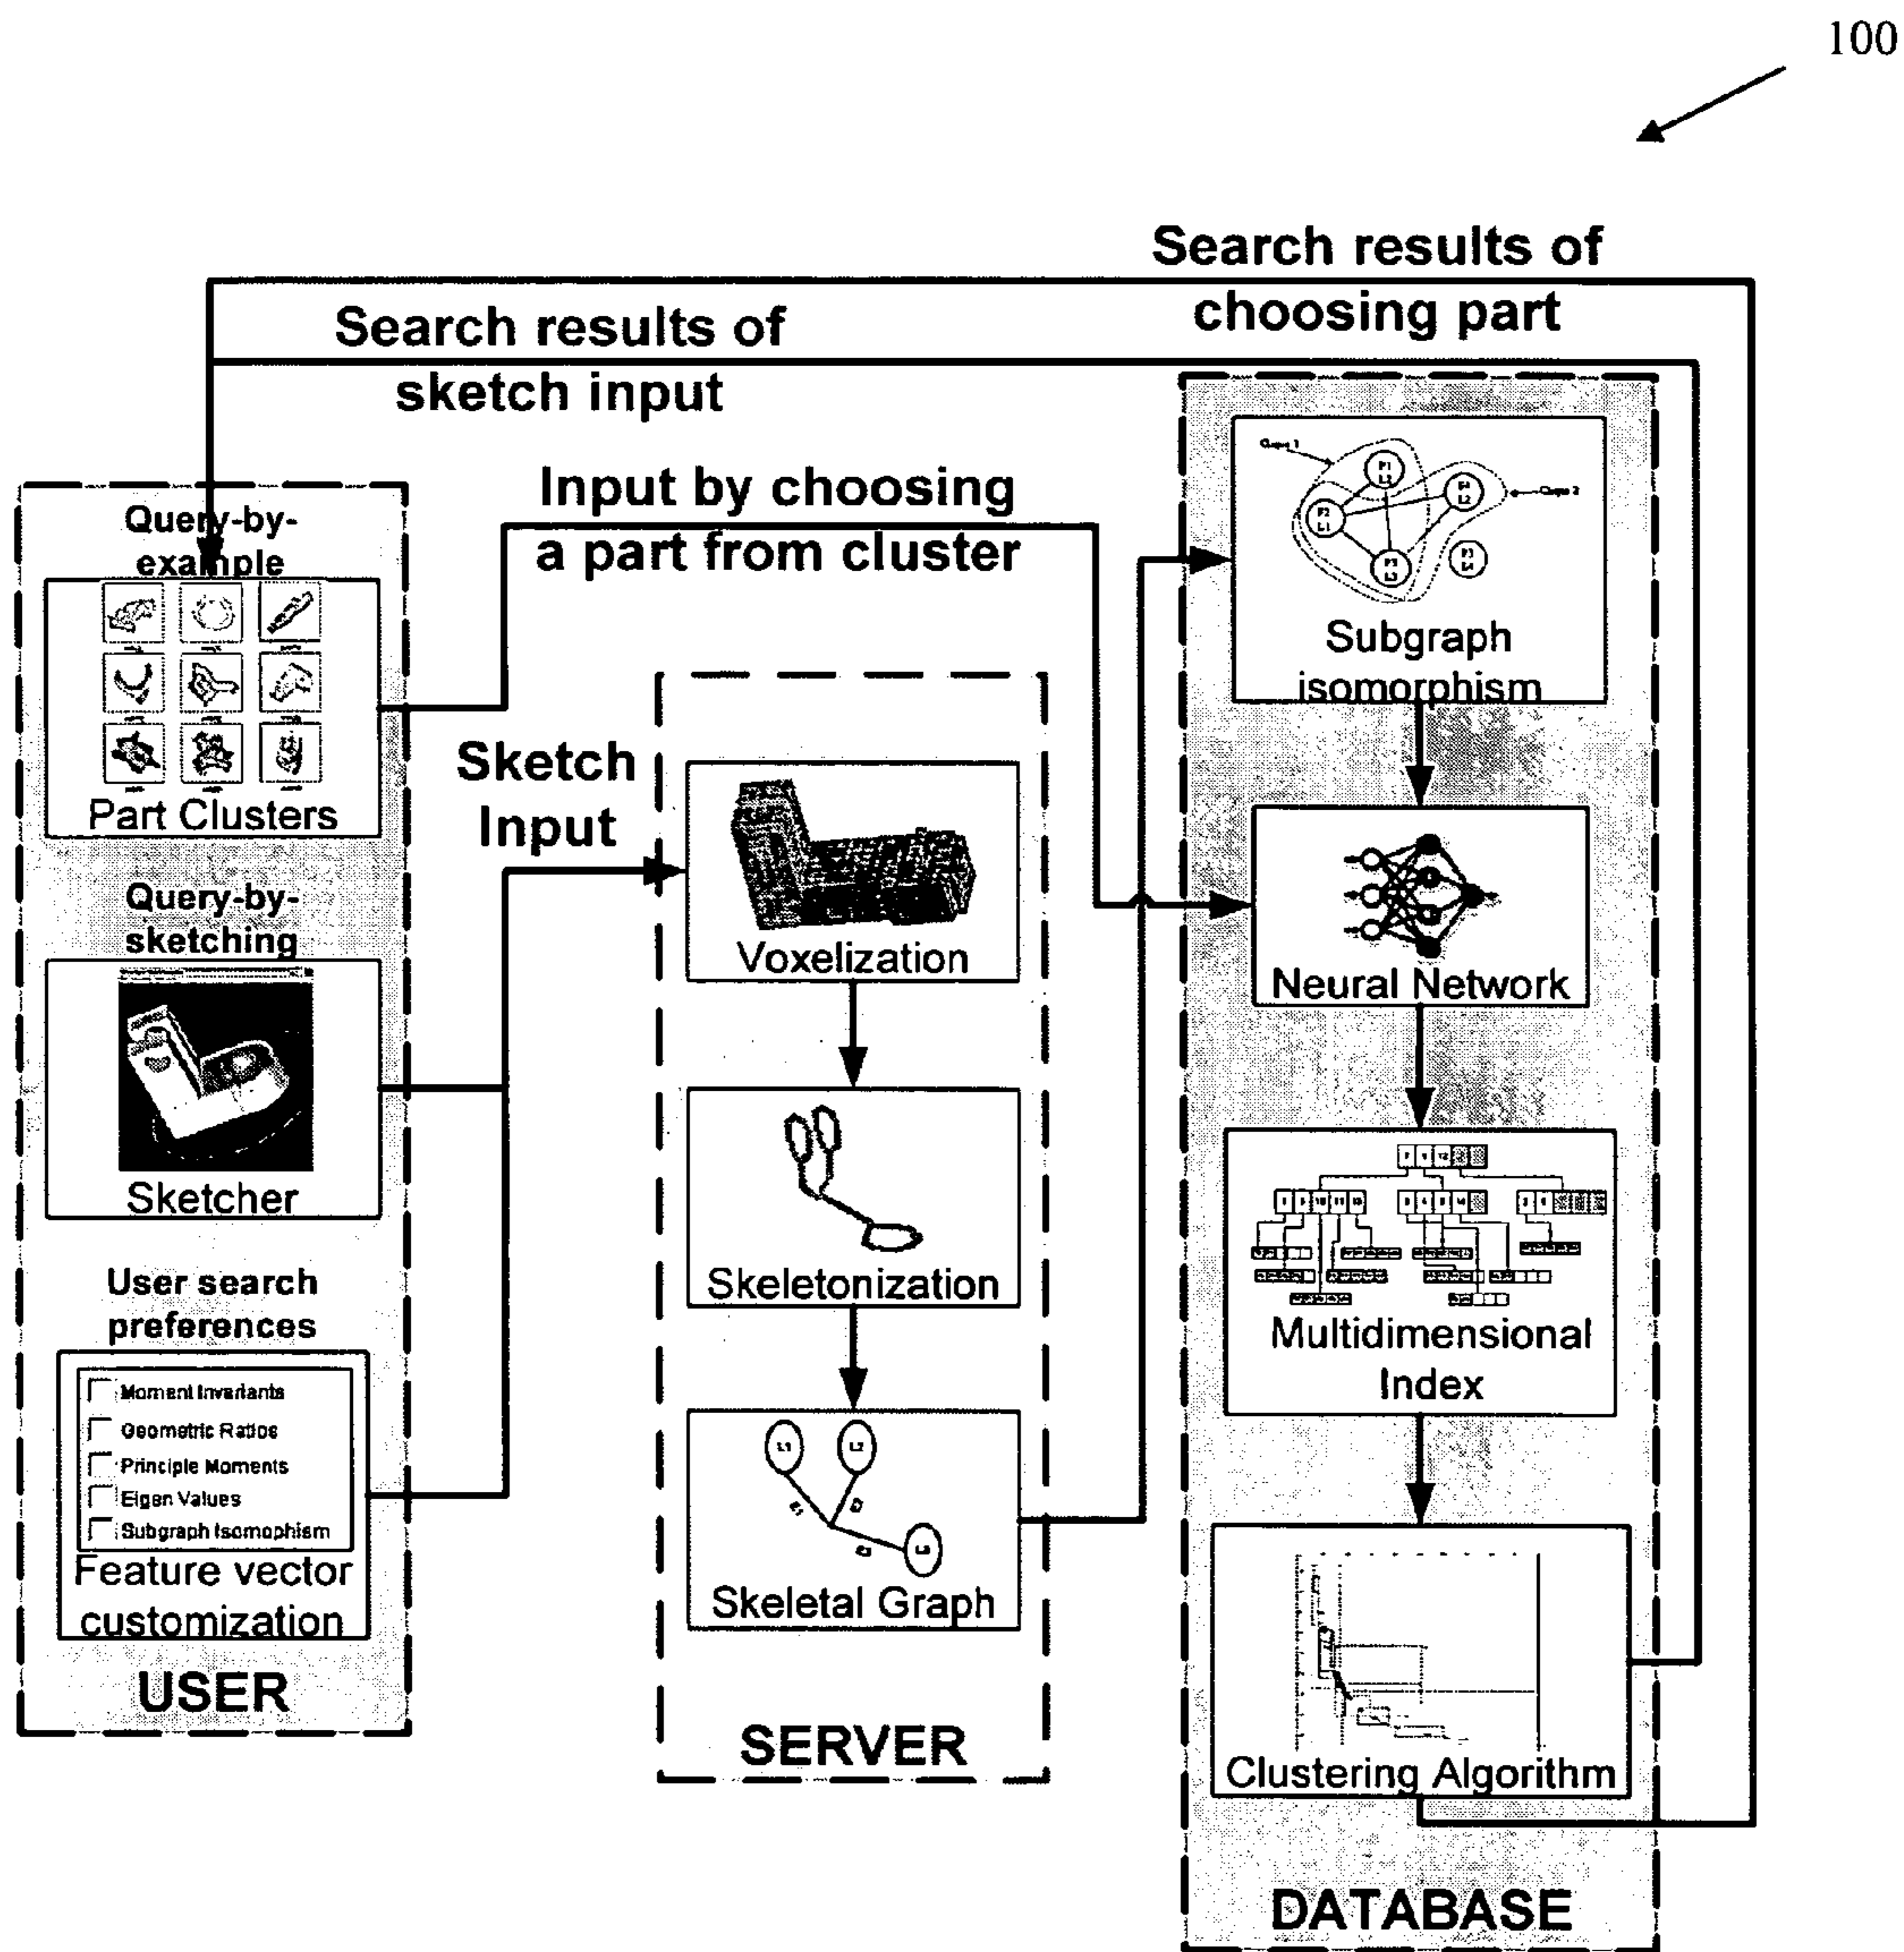 100
Search results of
choosing part
Search results of
sketch input
Input by choosing
a part from cluster
Query-by-
example
Part Clusters
Query-by-
sketching
Sketcher
User search
preferences
Moment Invariants
Geometric Ratios
Principle Moments
Eigen Values
Subgraph Isomophism
Feature vector
customization
USER
Sketch
Input
Voxelization
Skeletonization
L1
L2
Skeletal Graph
SERVER
Subgraph
isomorphism
Neural Network
Multidimensional
Index
Clustering Algorithm
DATABASE